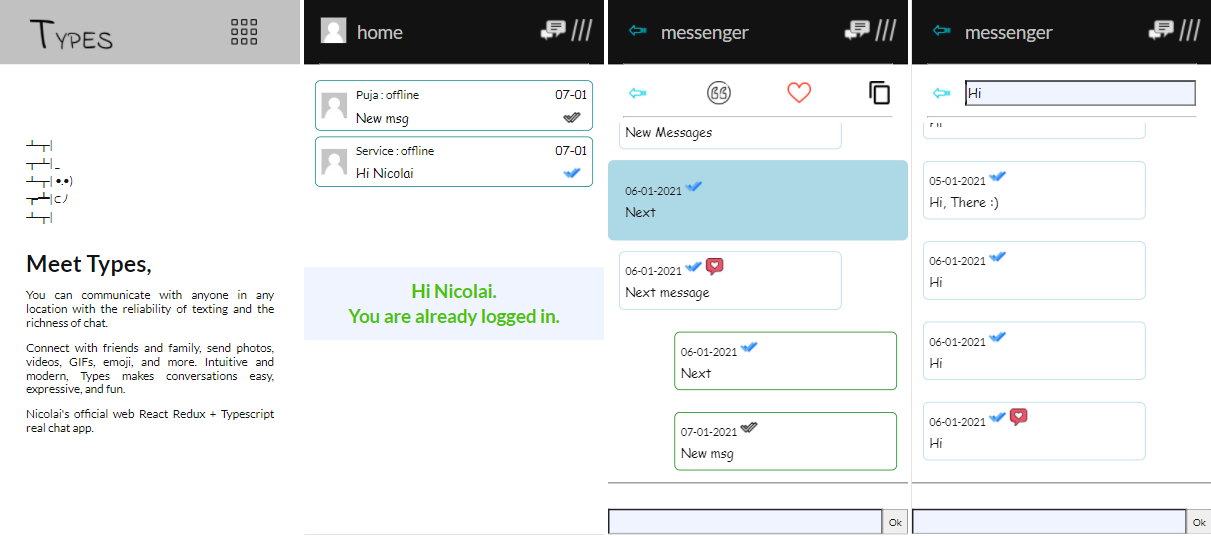 Types
┻┳|
┳┻| _
┻┳| •.•)
┳┻|⊂ノ
┻┳|
Meet Types,
You can communicate with anyone in any
location with the reliability of texting and the
richness of chat.
Connect with friends and family, send photos,
videos, GIFs, emoji, and more. Intuitive and
modern, Types makes conversations easy,
expressive, and fun.
Nicolai's official web React Redux + Typescript
real chat app.
home
Puja : offline 07-01
New msg
Service : offline 07-01
Hi Nicolai
Hi Nicolai.
You are already logged in.
messenger
New Messages
06-01-2021
Next
06-01-2021
Next message
06-01-2021
Next
07-01-2021
New msg
Ok
messenger
Hi
05-01-2021
Hi, There :)
06-01-2021
Hi
06-01-2021
Hi
06-01-2021
Hi
Ok